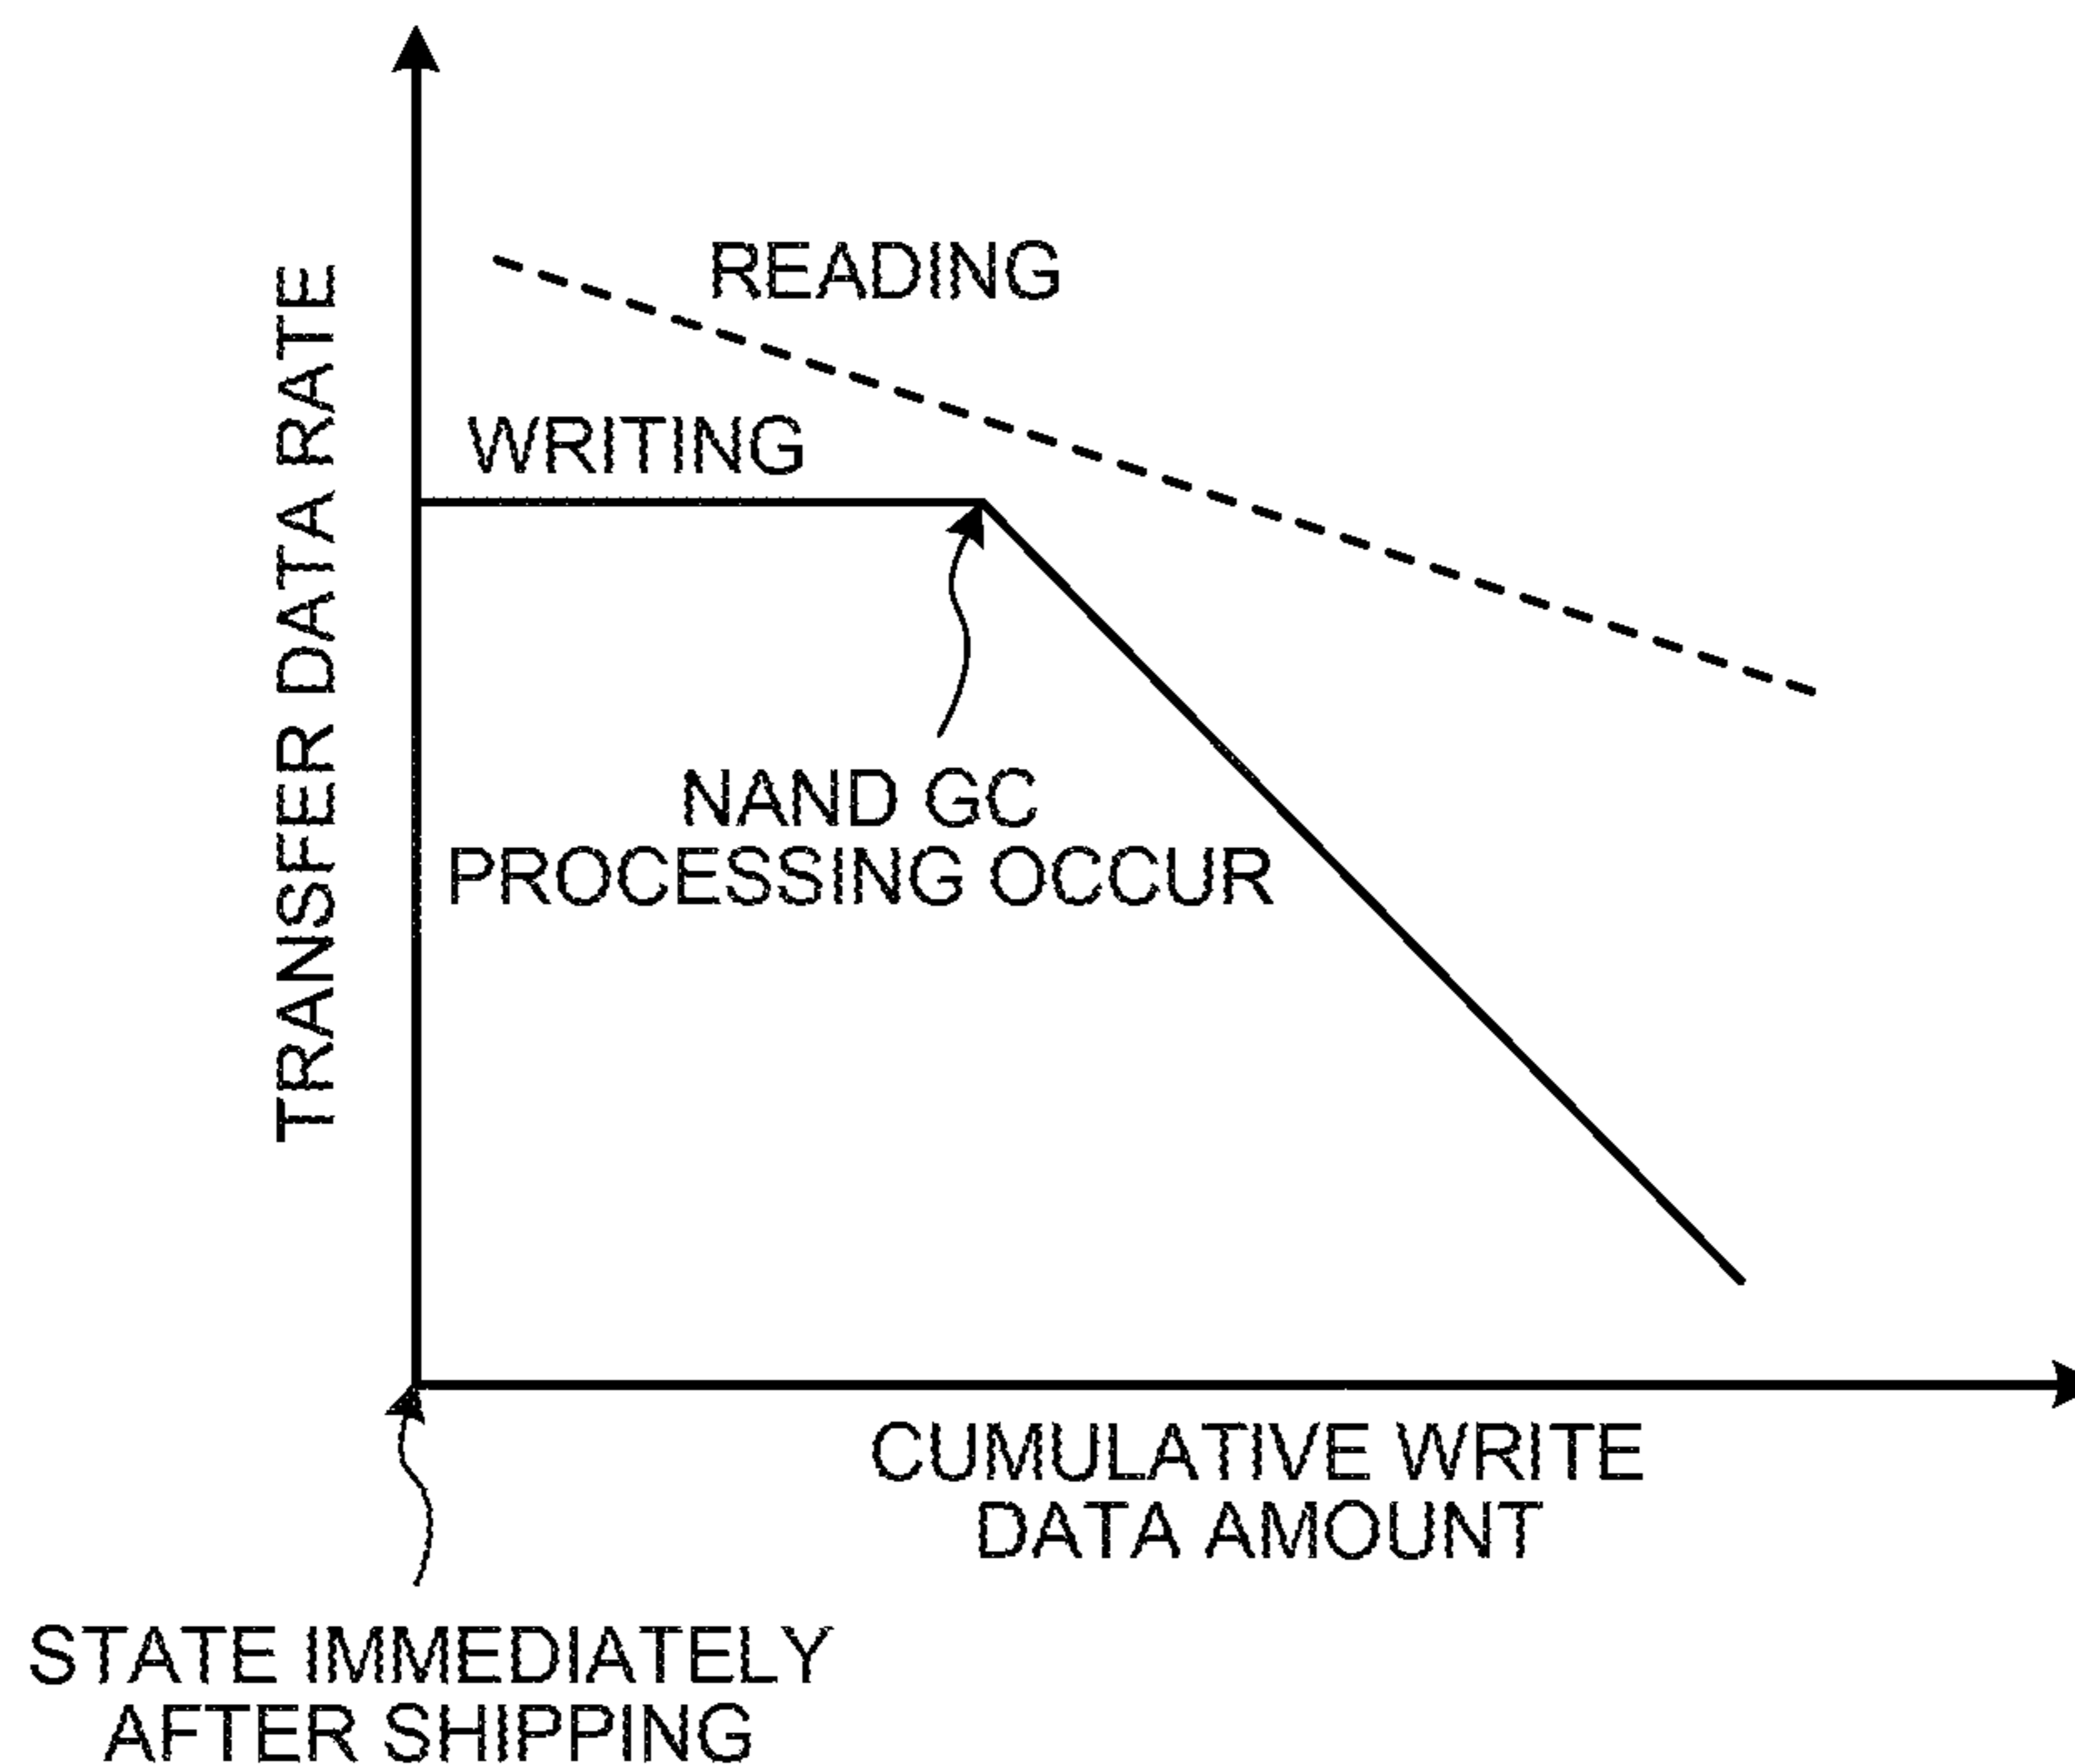 TRANSFER DATA RATE
READING
WRITING
NAND GC
PROCESSING OCCUR
CUMULATIVE WRITE
DATA AMOUNT
STATE IMMEDIATELY
AFTER SHIPPING